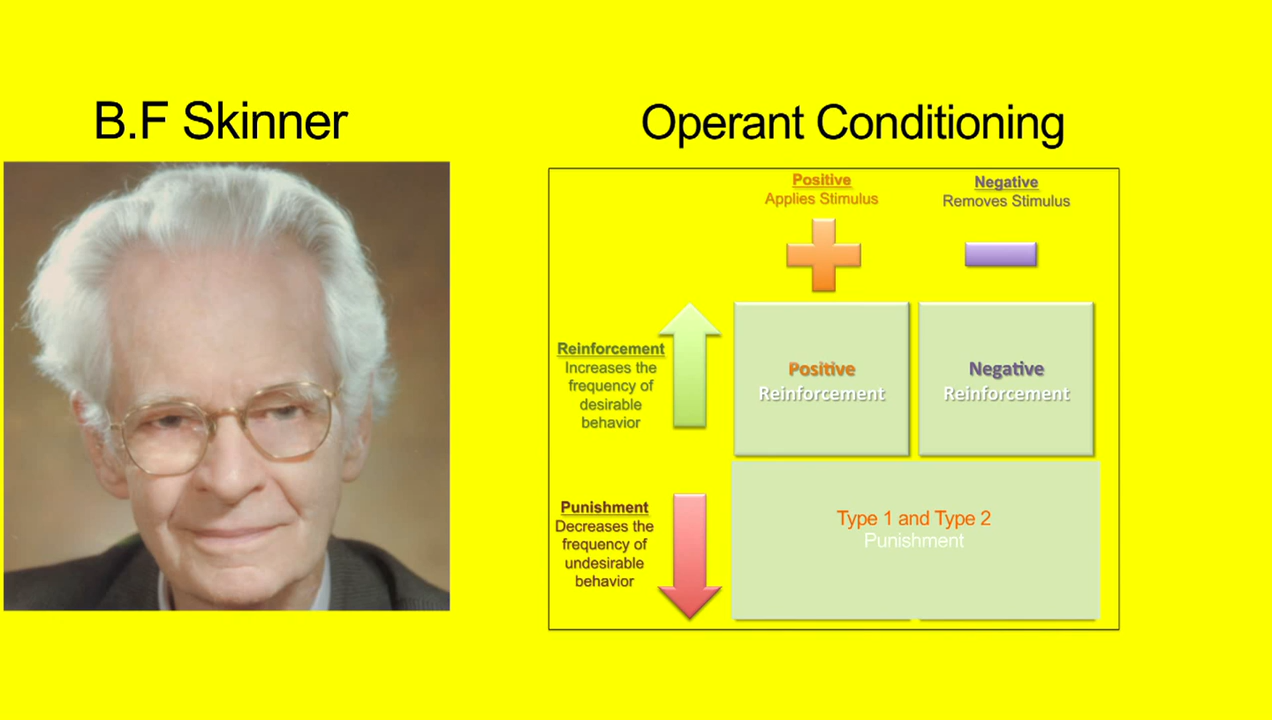 B.F Skinner
Operant Conditioning
Positive
Applies Stimulus
Negative
Removes Stimulus
Reinforcement
Increases the
frequency of
desirable
behavior
Positive
Reinforcement
Negative
Reinforcement
Punishment
Decreases the
frequency of
undesirable
behavior
Type 1 and Type 2
Punishment